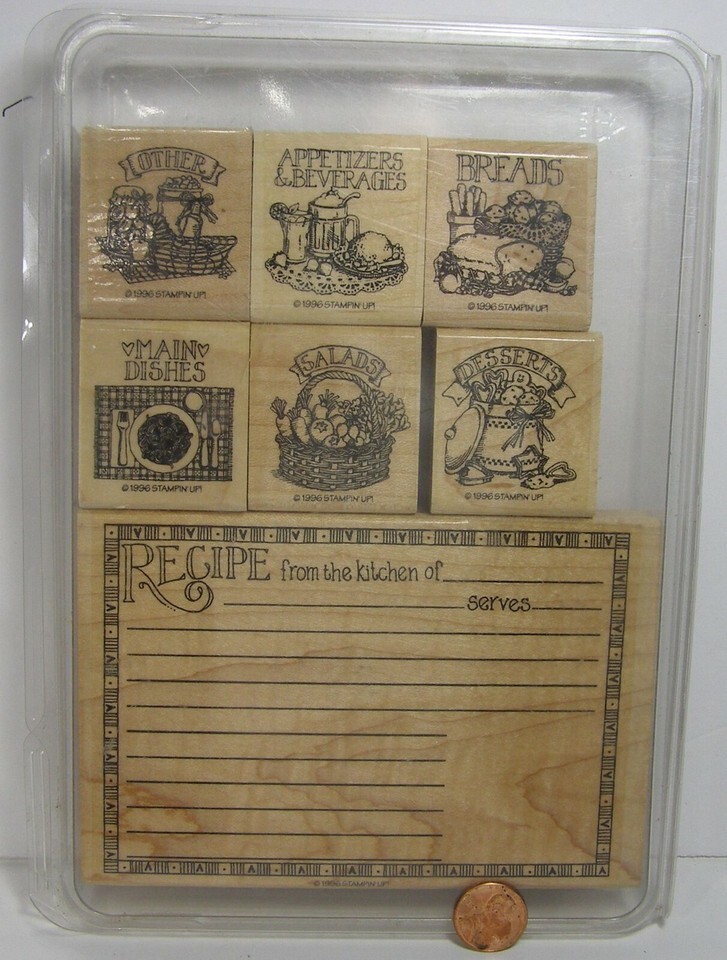 OTHER
© 1996 STAMPIN' UP!
APPETIZERS
& BEVERAGES
© 1996 STAMPIN' UP!
BREADS
© 1996 STAMPIN' UP!
♡MAIN♡
DISHES
© 1996 STAMPIN' UP!
SALADS
© 1996 STAMPIN' UP!
DESSERTS
© 1996 STAMPIN' UP!
RECIPE from the kitchen of
serves
© 1996 STAMPIN' UP!